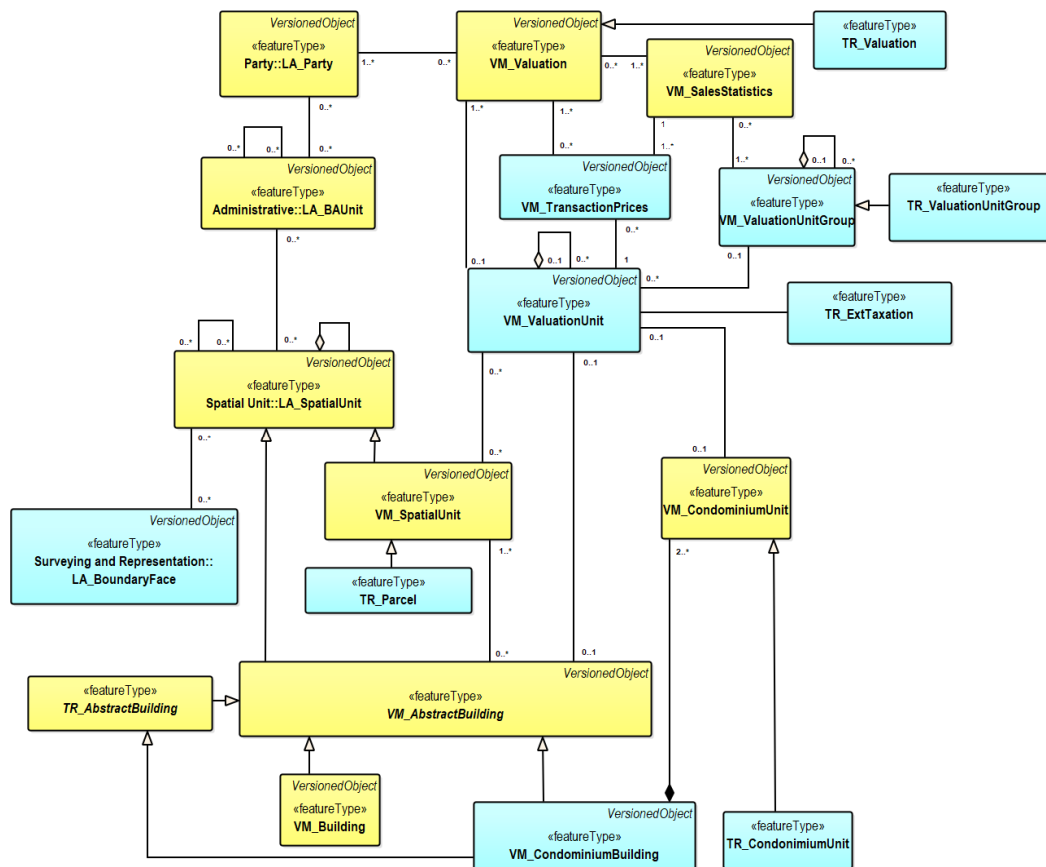 VersionedObject
«featureType»
Party::LA_Party
VersionedObject
«featureType»
VM_Valuation
«featureType»
TR_Valuation
VersionedObject
«featureType»
VM_SalesStatistics
1..*
0..*
0..*
1..*
0..*
1..*
1..*
1
0..*
0..*
0..*
0..*
0..*
1..*
1..*
0..1
0..*
VersionedObject
«featureType»
Administrative::LA_BAUnit
VersionedObject
«featureType»
VM_TransactionPrices
VersionedObject
«featureType»
VM_ValuationUnitGroup
«featureType»
TR_ValuationUnitGroup
0..*
0..*
1
0..1
0..1
0..1
0..*
0..*
VersionedObject
«featureType»
VM_ValuationUnit
«featureType»
TR_ExtTaxation
0..*
0..*
0..*
0..*
0..1
0..1
VersionedObject
«featureType»
Spatial Unit::LA_SpatialUnit
0..*
0..*
0..1
VersionedObject
«featureType»
VM_SpatialUnit
VersionedObject
«featureType»
VM_CondominiumUnit
0..*
VersionedObject
«featureType»
Surveying and Representation::
LA_BoundaryFace
1..*
2..*
«featureType»
TR_Parcel
0..*
0..1
VersionedObject
«featureType»
VM_AbstractBuilding
«featureType»
TR_AbstractBuilding
VersionedObject
«featureType»
VM_Building
VersionedObject
«featureType»
VM_CondominiumBuilding
«featureType»
TR_CondonimiumUnit